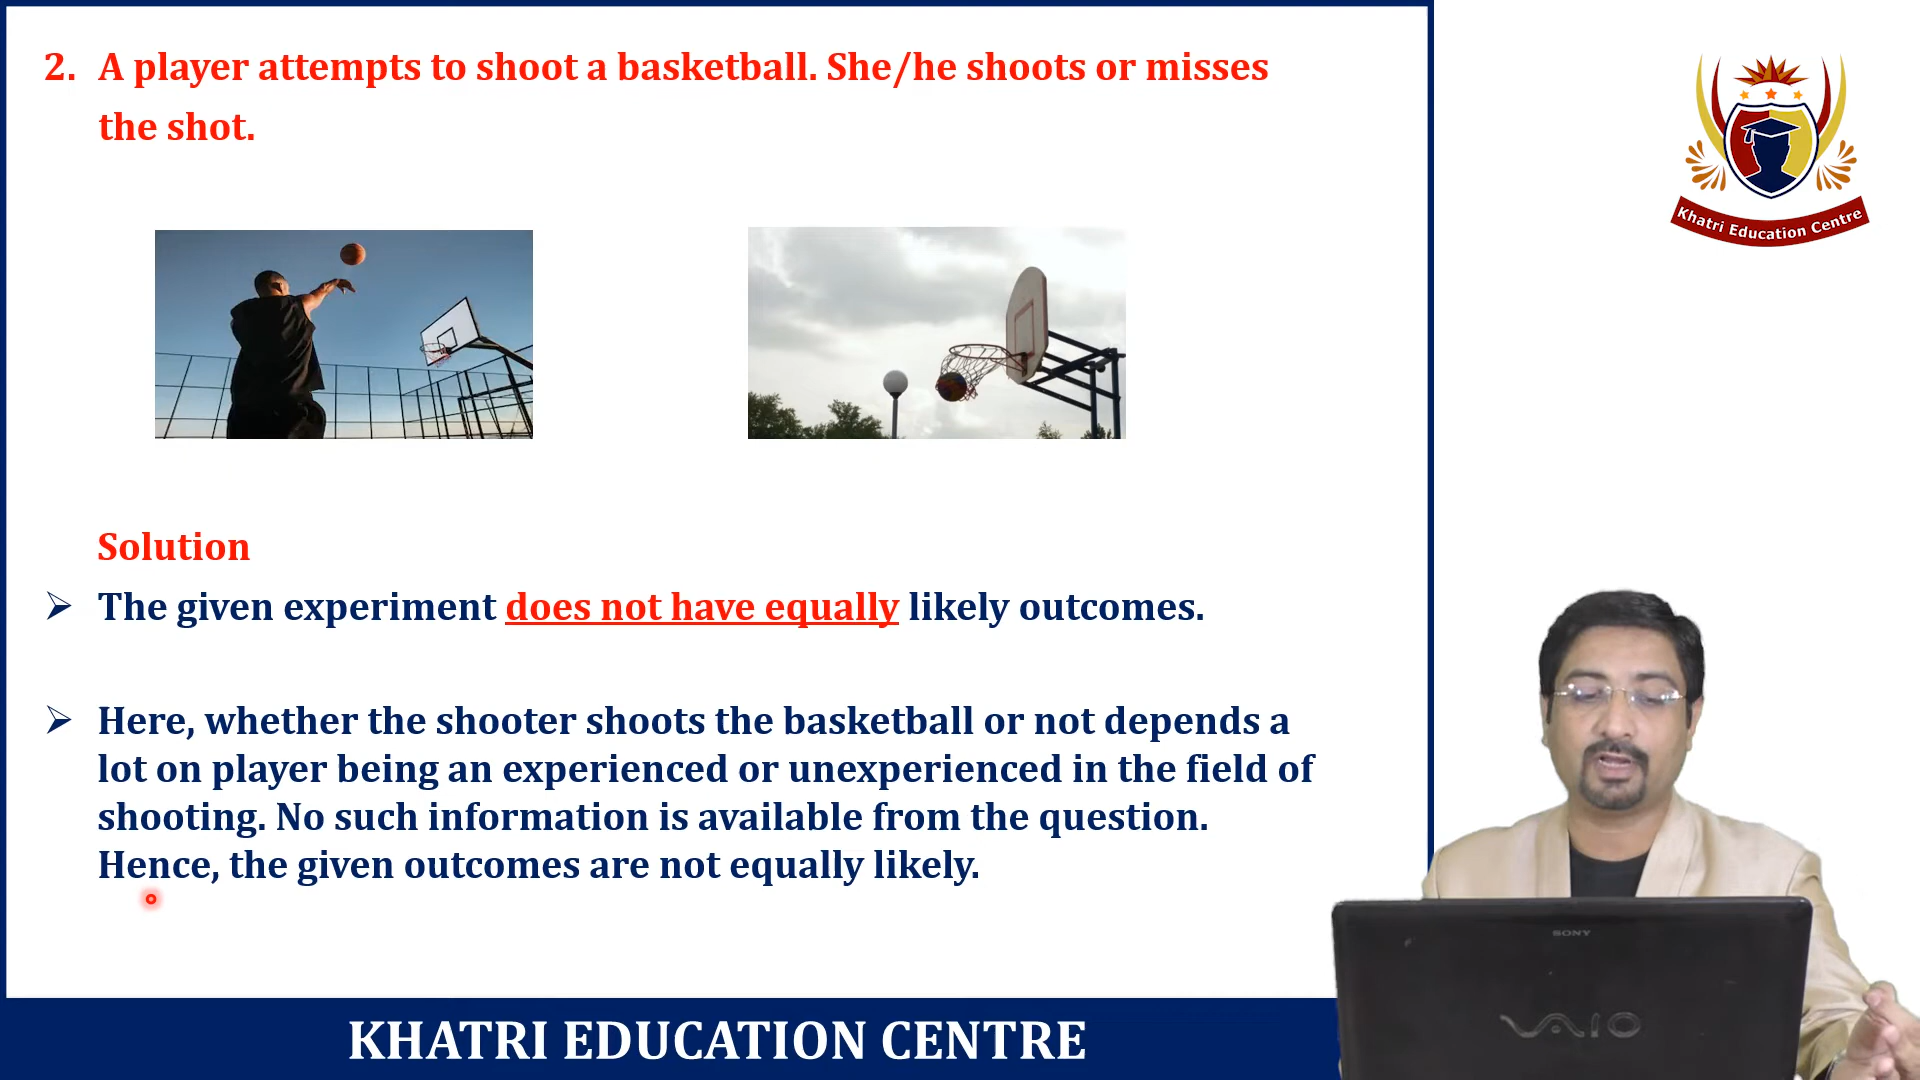 2. A player attempts to shoot a basketball. She/he shoots or misses
the shot.
Khatri Education Centre
Solution
➢ The given experiment does not have equally likely outcomes.
➢ Here, whether the shooter shoots the basketball or not depends a
lot on player being an experienced or unexperienced in the field of
shooting. No such information is available from the question.
Hence, the given outcomes are not equally likely.
SONY
VAIO
KHATRI EDUCATION CENTRE